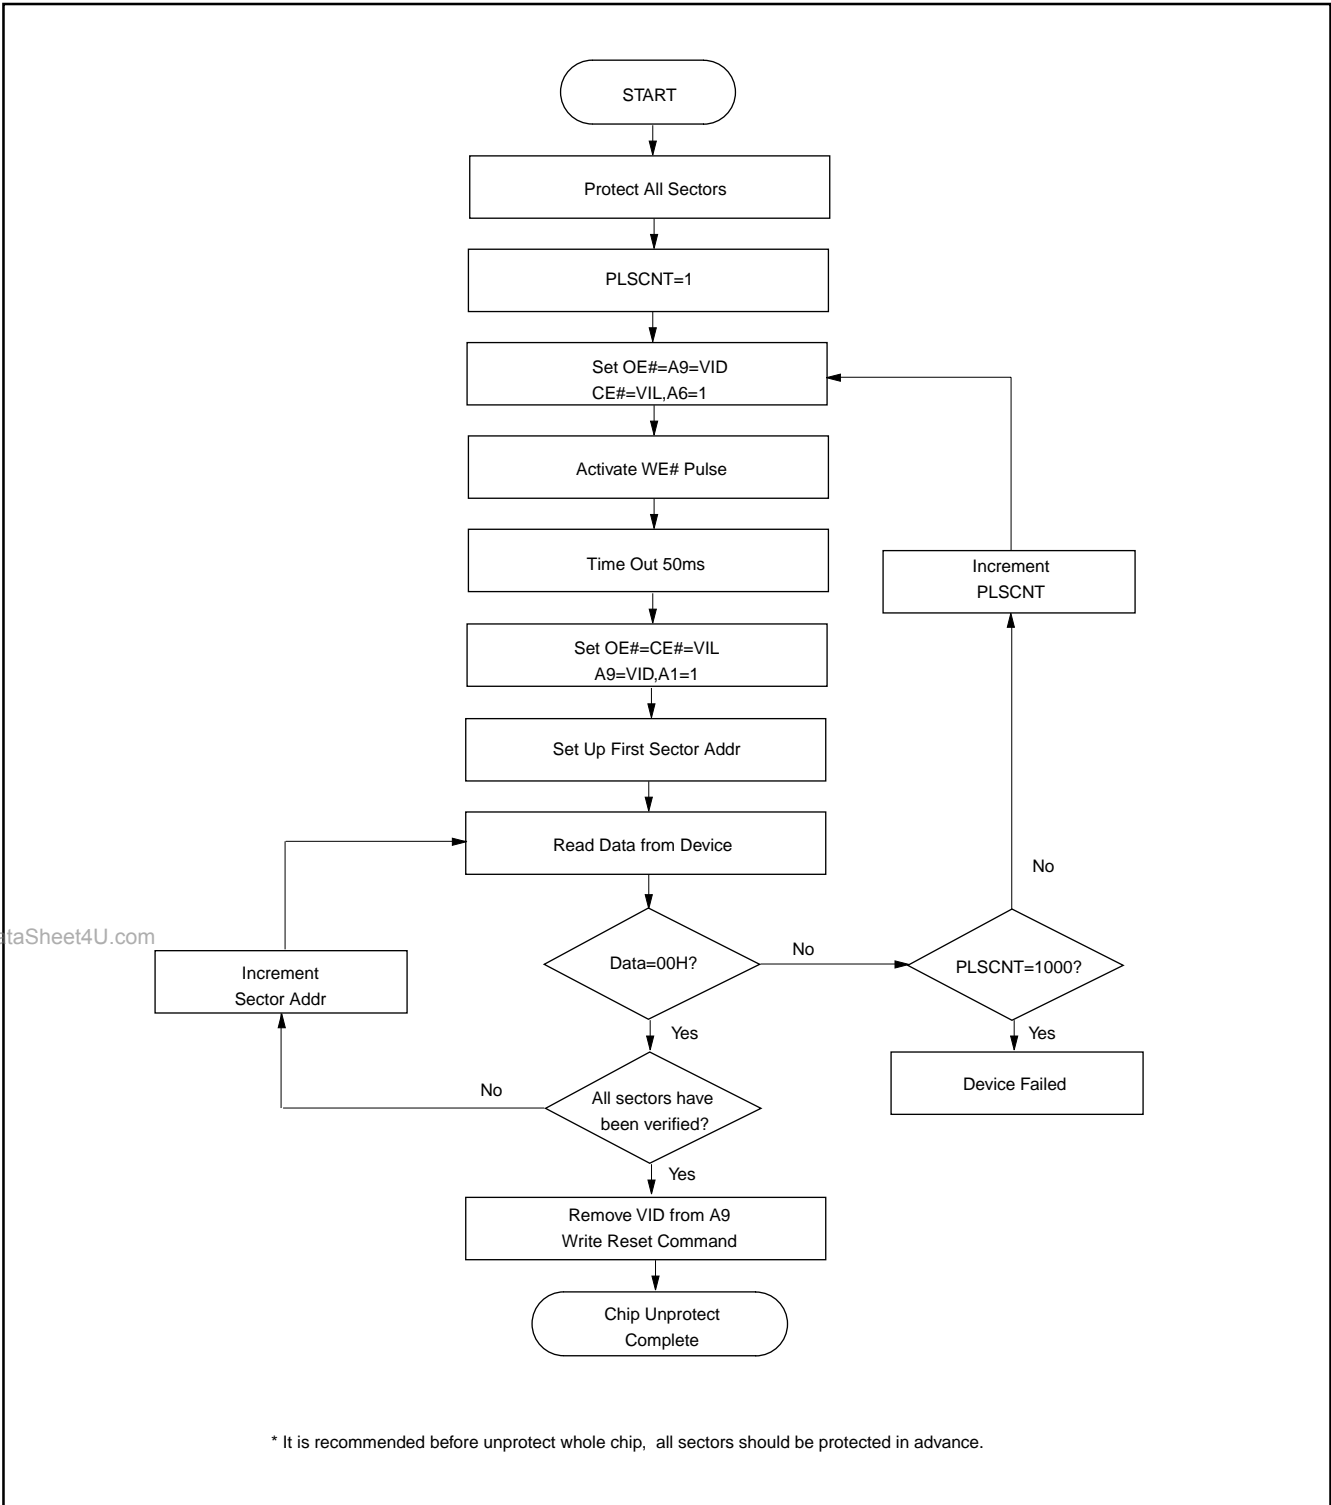 START
Protect All Sectors
PLSCNT=1
Set OE#=A9=VID
CE#=VIL,A6=1
Activate WE# Pulse
Time Out 50ms
Increment
PLSCNT
Set OE#=CE#=VIL
A9=VID,A1=1
Set Up First Sector Addr
Read Data from Device
No
taSheet4U.com
Data=00H?
No
PLSCNT=1000?
Increment
Sector Addr
Yes
Yes
Device Failed
No
All sectors have
been verified?
Yes
Remove VID from A9
Write Reset Command
Chip Unprotect
Complete
* It is recommended before unprotect whole chip, all sectors should be protected in advance.